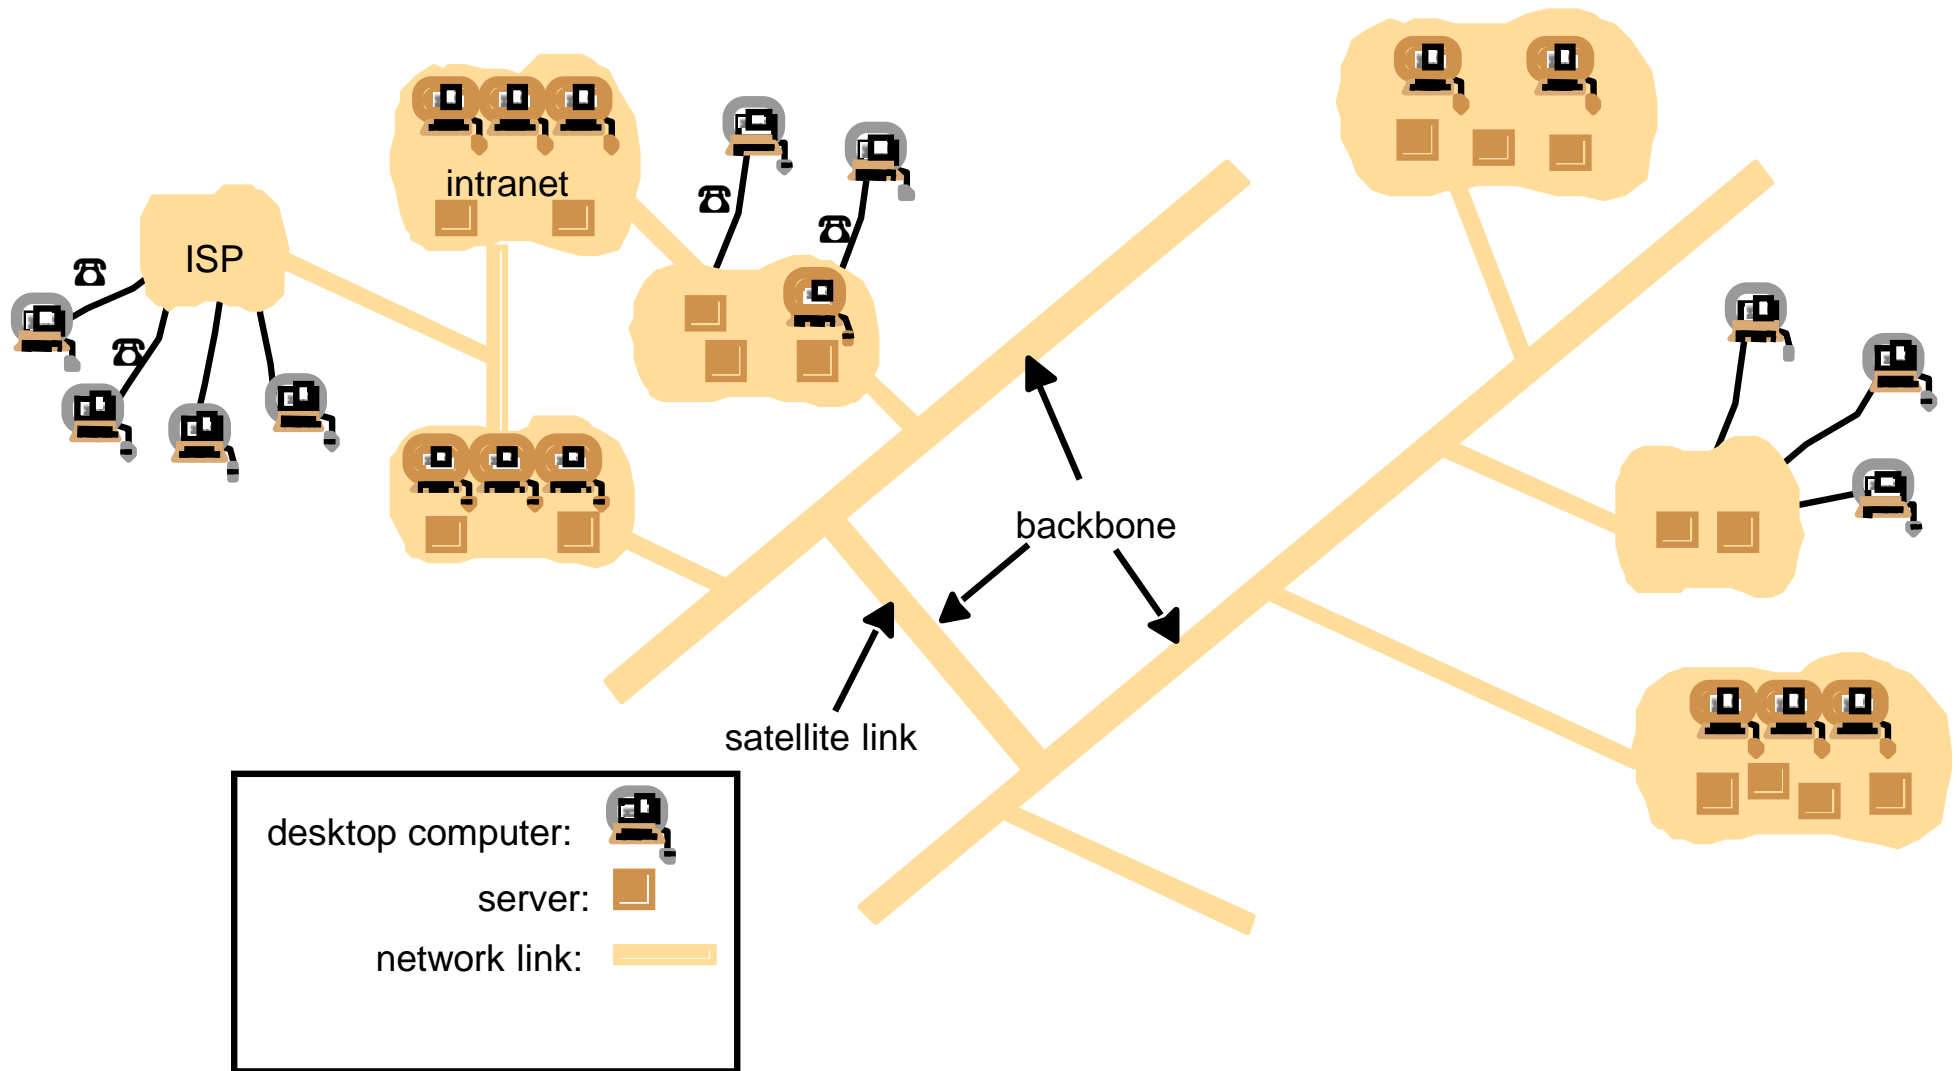 intranet
ISP
backbone
satellite link
desktop computer:
server:
network link: